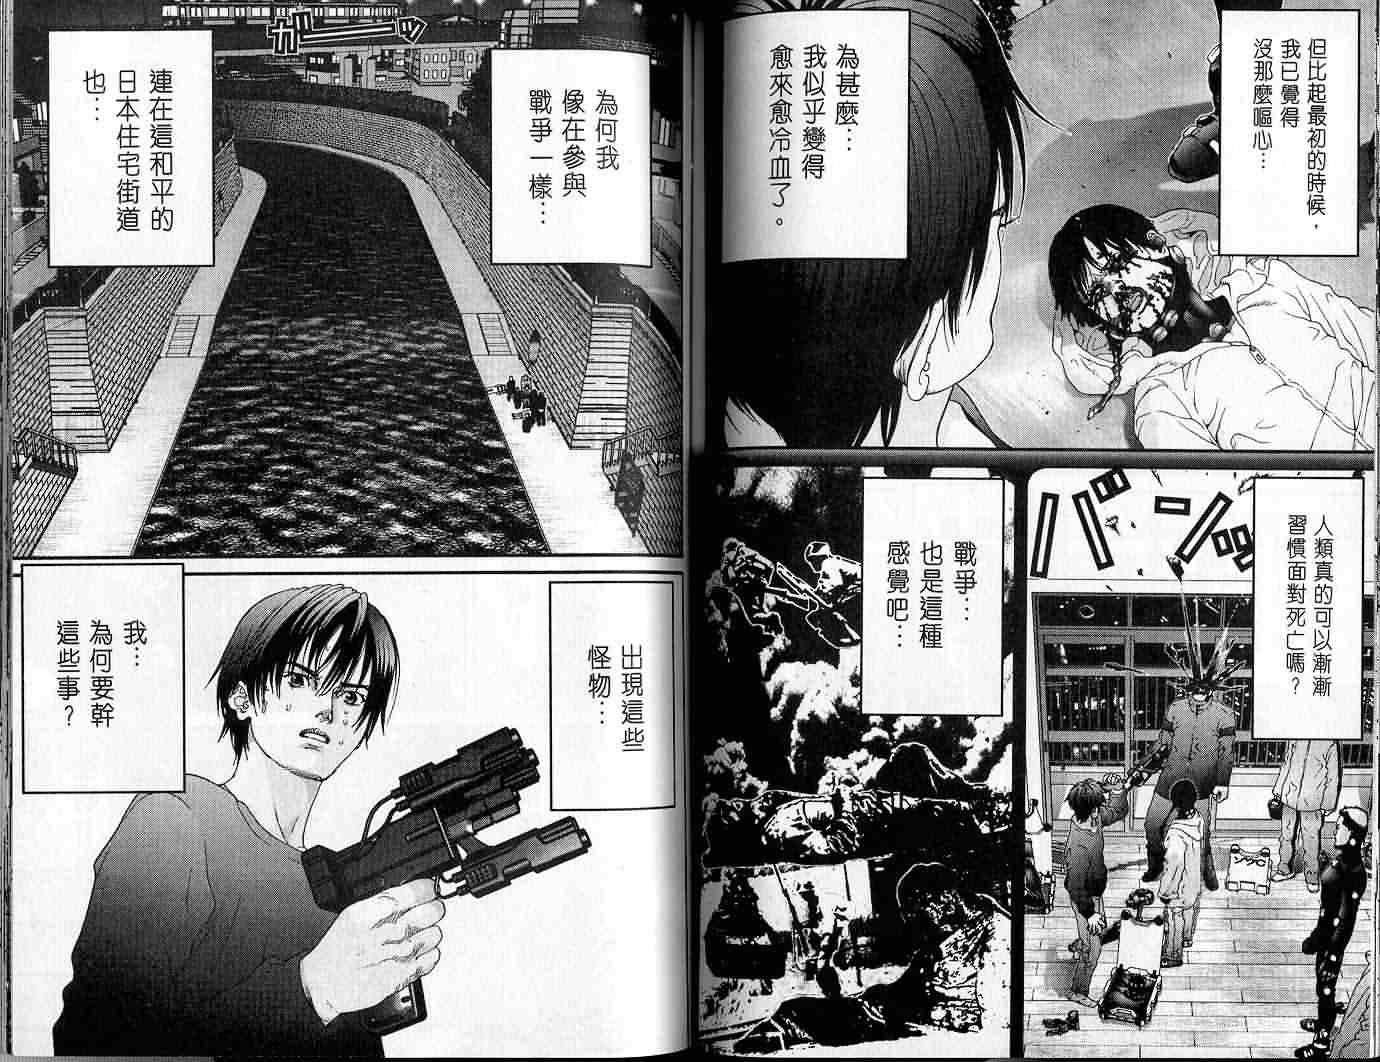 但比起最初的時候，
我已覺得
沒那麼嘔心…
為甚麼…
我似乎變得
愈來愈冷血了。
人類真的可以漸漸
習慣面對死亡嗎？
戰爭…
也是這種
感覺吧…
ガーーッ
為何我
像在參與
戰爭一樣…
連在這和平的
日本住宅街道
也…
出現這些
怪物…
我…
為何要幹
這些事？